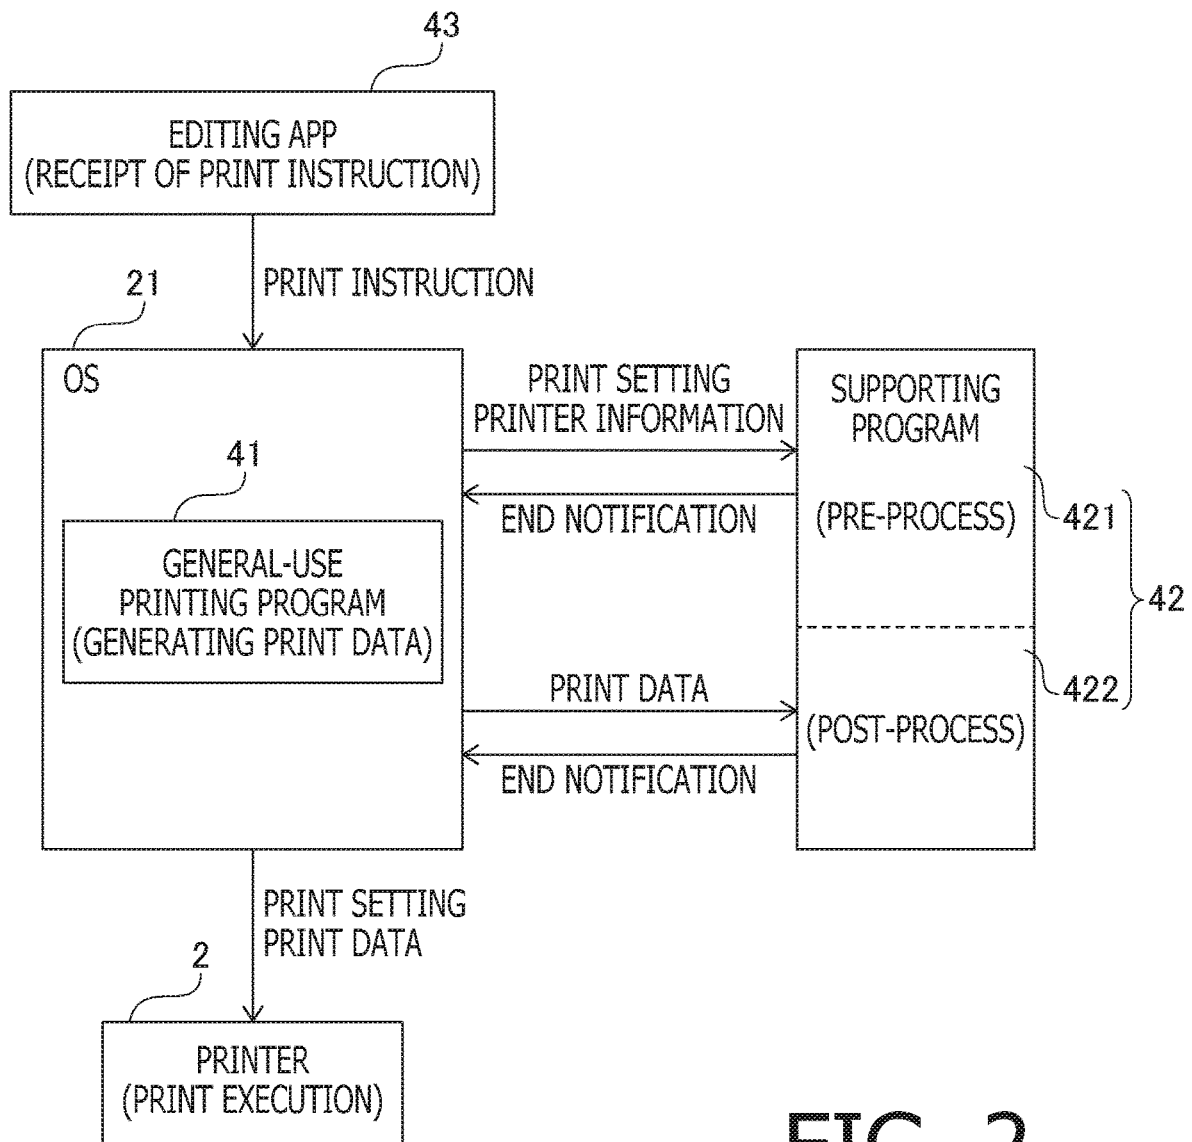 43
EDITING APP
(RECEIPT OF PRINT INSTRUCTION)
21
PRINT INSTRUCTION
OS
PRINT SETTING
PRINTER INFORMATION
SUPPORTING
PROGRAM
41
END NOTIFICATION
(PRE-PROCESS)
421
GENERAL-USE
PRINTING PROGRAM
(GENERATING PRINT DATA)
42
PRINT DATA
422
(POST-PROCESS)
END NOTIFICATION
PRINT SETTING
PRINT DATA
2
PRINTER
(PRINT EXECUTION)
FIG. 2